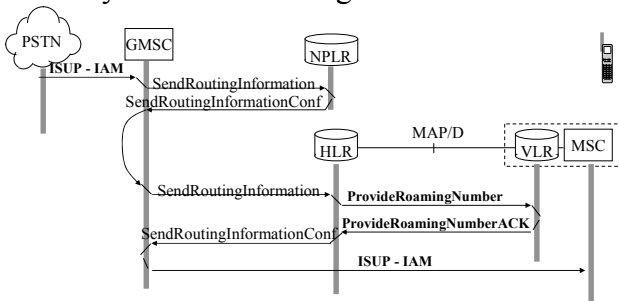 PSTN
GMSC
NPLR
ISUP - IAM
SendRoutingInformation
SendRoutingInformationConf
MAP/D
HLR
VLR
MSC
SendRoutingInformation
ProvideRoamingNumber
ProvideRoamingNumberACK
SendRoutingInformationConf
ISUP - IAM